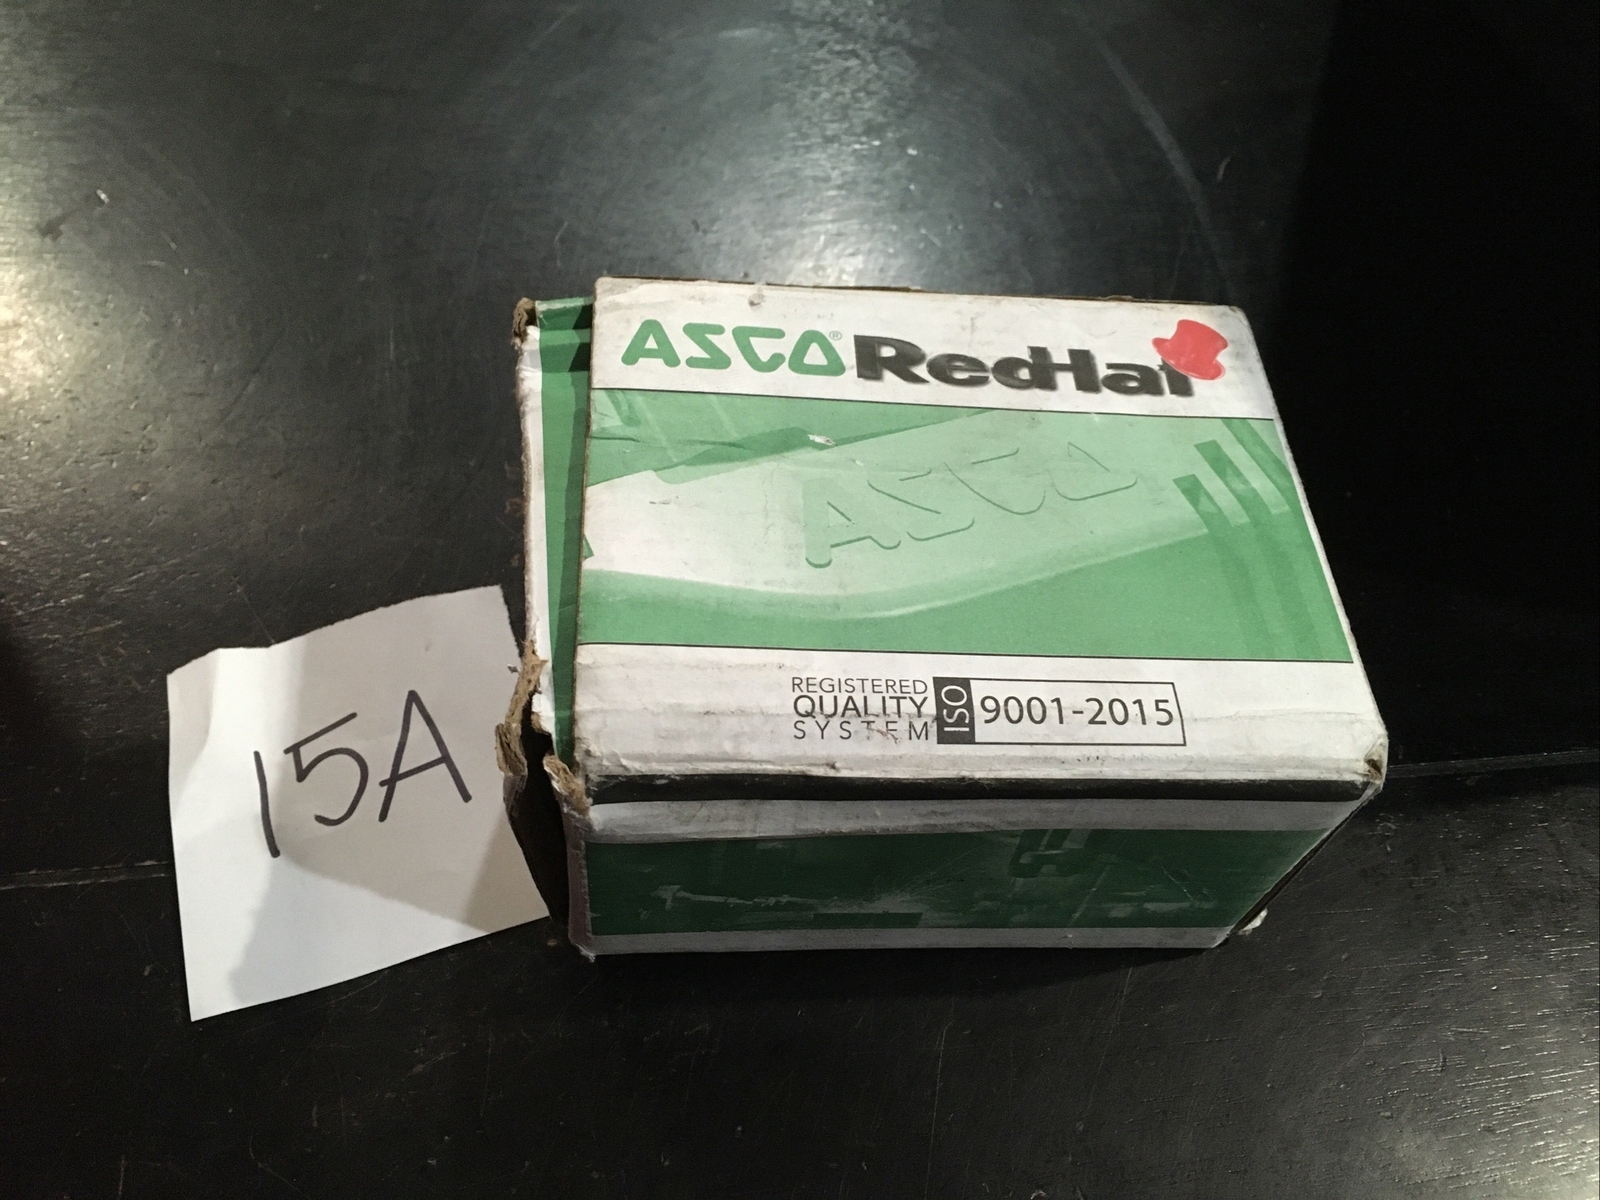 ASCO® RedHat
ASCO
REGISTERED
QUALITY
SYSTEM
ISO 9001-2015
15A